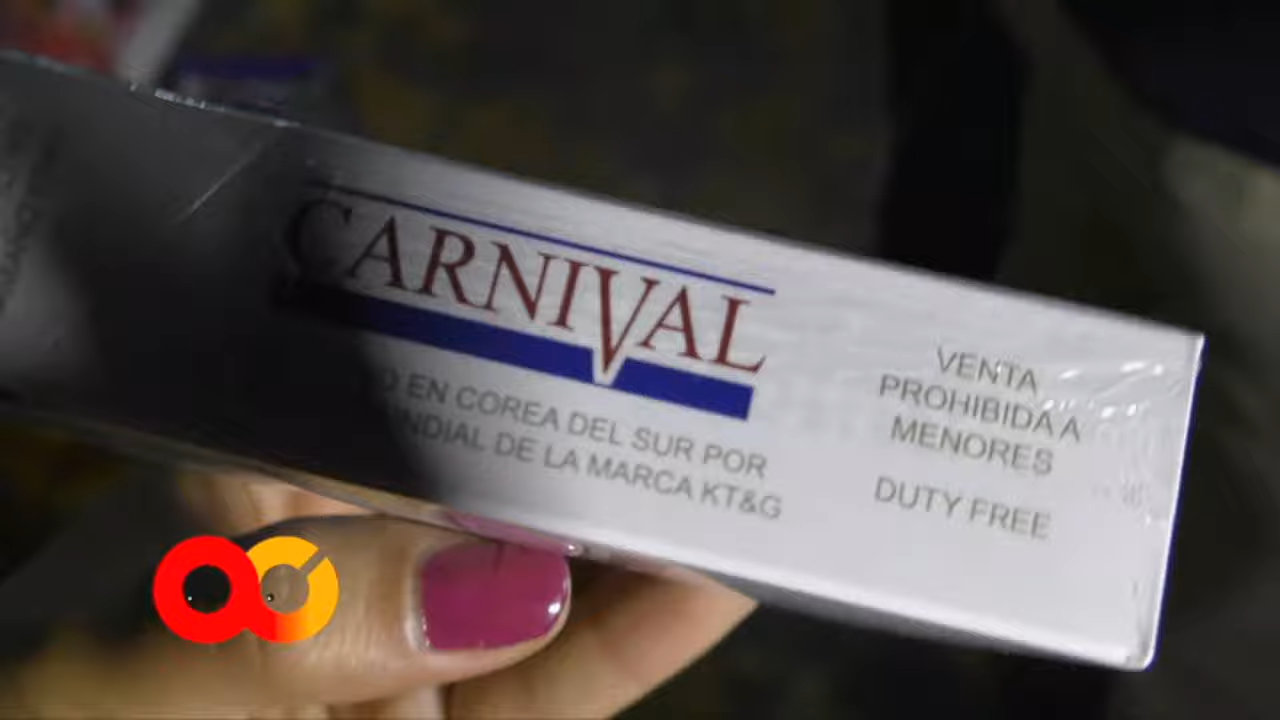 CARNIVAL
EN COREA DEL SUR POR
DE LA MARCA KT&G
VENTA
PROHIBIDA A
MENORES
DUTY FREE